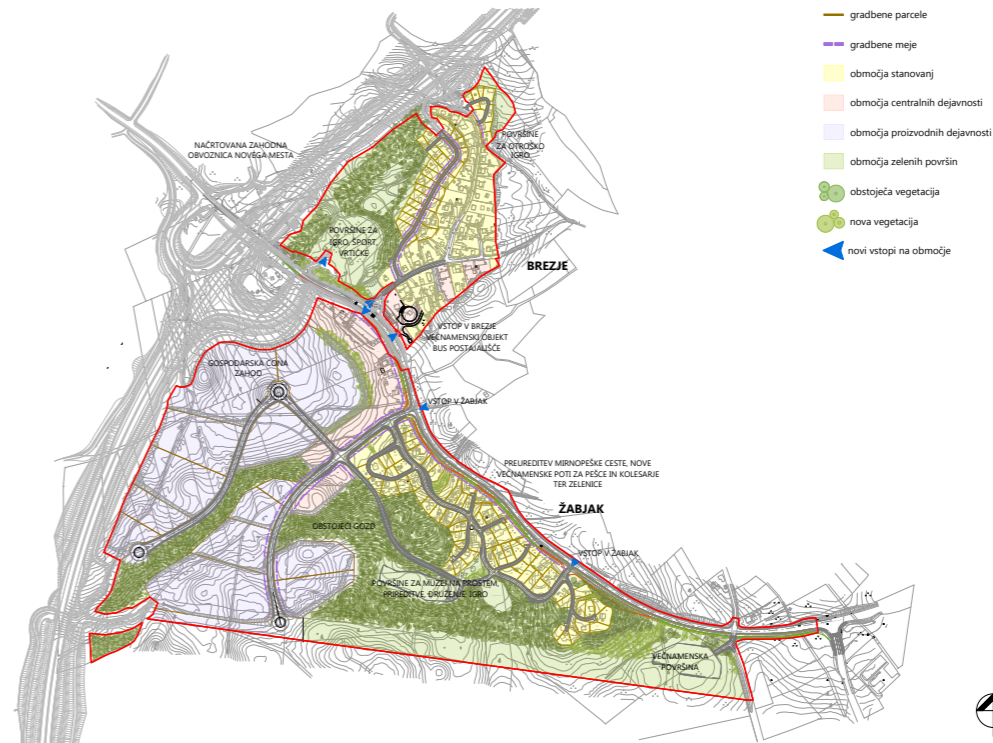 gradbene parcele
gradbene meje
območja stanovanj
območja centralnih dejavnosti
območja proizvodnih dejavnosti
območja zelenih površin
obstoječa vegetacija
nova vegetacija
novi vstopi na območje
NAČRTOVANA ZAHODNA
OBVOZNICA NOVEGA MESTA
POVRŠINE
ZA OTROŠKO
IGRO
POVRŠINE ZA
IGRO, ŠPORT,
VRTIČKE
BREZJE
VSTOP V BREZJE
VEČNAMENSKI OBJEKT
BUS POSTAJALIŠČE
GOSPODARSKA CONA
ZAHOD
VSTOP V ŽABJAK
PREUREDITEV MIRNOPEŠKE CESTE, NOVE
VEČNAMENSKE POTI ZA PEŠCE IN KOLESARJE
TER ZELENICE
ŽABJAK
OBSTOJEČI GOZD
VSTOP V ŽABJAK
POVRŠINE ZA MUZEJ NA PROSTEM,
PRIREDITVE, DRUŽENJE, IGRO
VEČNAMENSKA
POVRŠINA